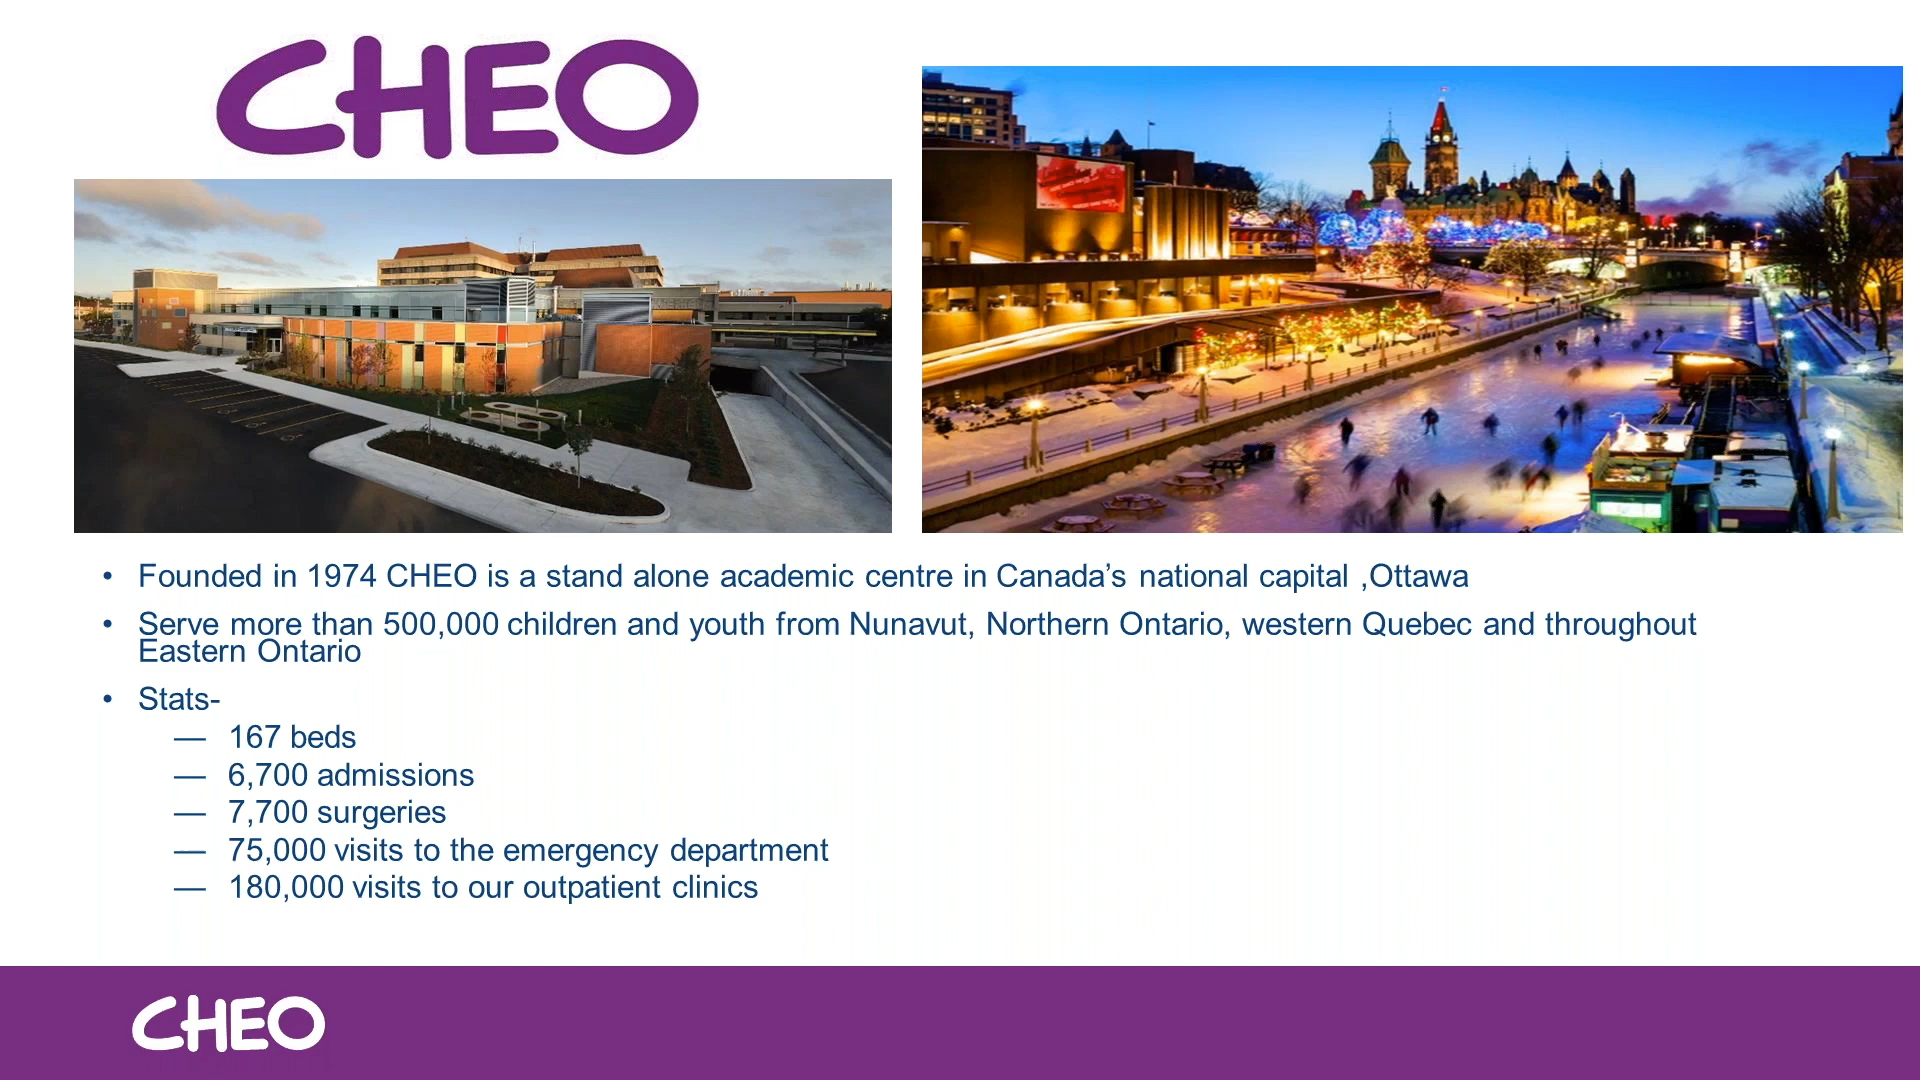 CHEO
• Founded in 1974 CHEO is a stand alone academic centre in Canada’s national capital ,Ottawa
• Serve more than 500,000 children and youth from Nunavut, Northern Ontario, western Quebec and throughout
Eastern Ontario
• Stats-
— 167 beds
— 6,700 admissions
— 7,700 surgeries
— 75,000 visits to the emergency department
— 180,000 visits to our outpatient clinics
CHEO